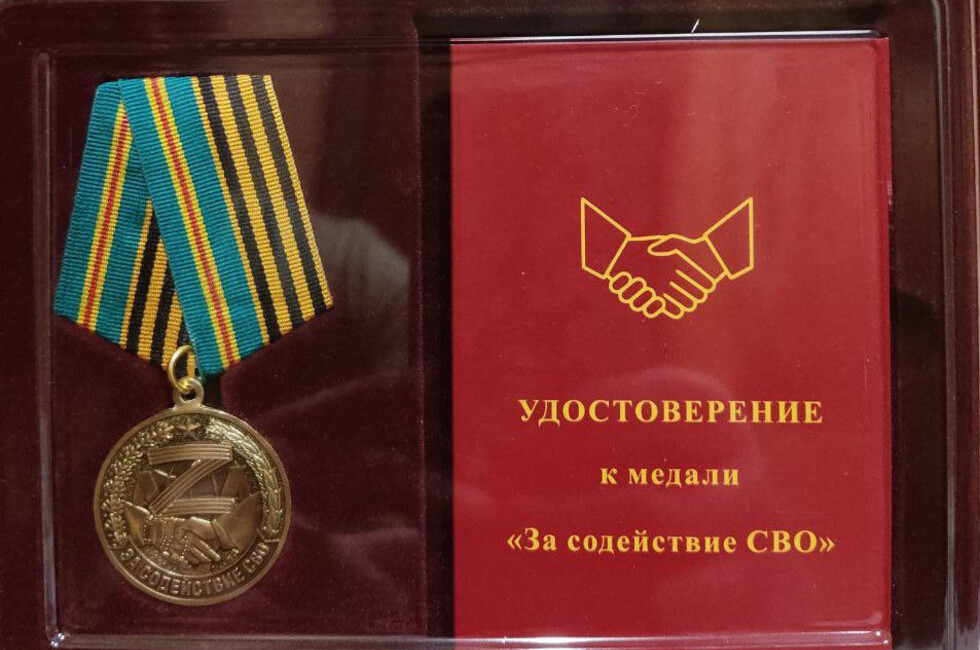 Z
ЗА СОДЕЙСТВИЕ СВО
УДОСТОВЕРЕНИЕ
к медали
«За содействие СВО»